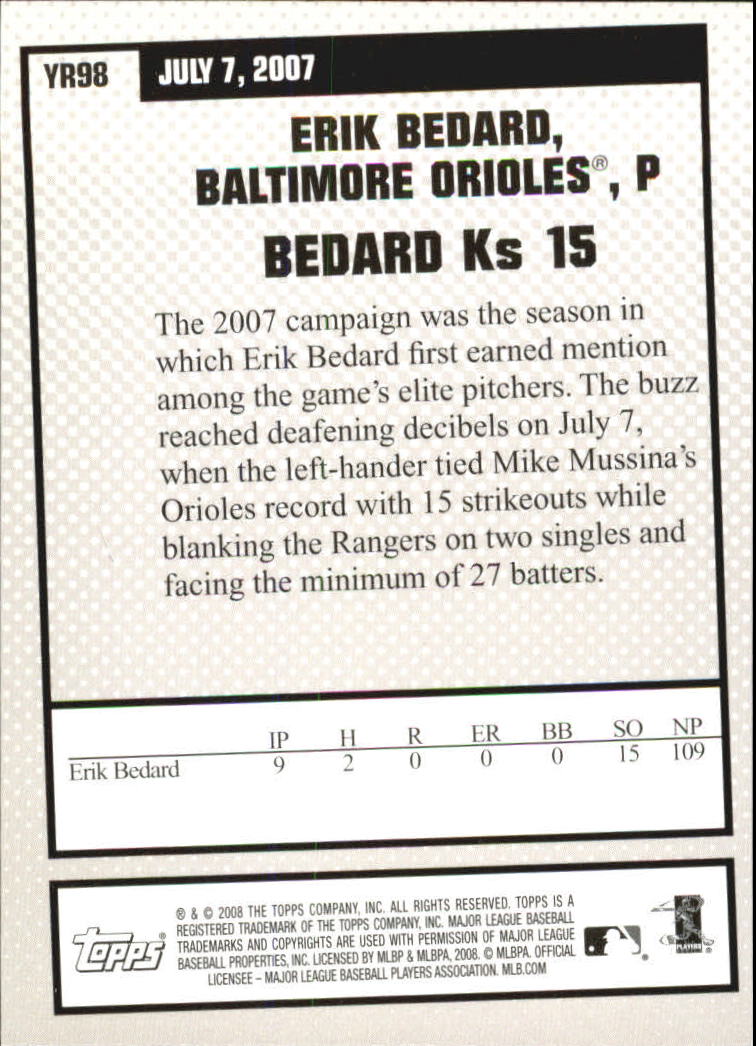 YR98 JULY 7, 2007
ERIK BEDARD,
BALTIMORE ORIOLES®, P
BEDARD Ks 15
The 2007 campaign was the season in
which Erik Bedard first earned mention
among the game's elite pitchers. The buzz
reached deafening decibels on July 7,
when the left-hander tied Mike Mussina's
Orioles record with 15 strikeouts while
blanking the Rangers on two singles and
facing the minimum of 27 batters.
IP H R ER BB SO NP
Erik Bedard 9 2 0 0 0 15 109
® & © 2008 THE TOPPS COMPANY, INC. ALL RIGHTS RESERVED. TOPPS IS A
REGISTERED TRADEMARK OF THE TOPPS COMPANY, INC. MAJOR LEAGUE BASEBALL
TRADEMARKS AND COPYRIGHTS ARE USED WITH PERMISSION OF MAJOR LEAGUE
BASEBALL PROPERTIES, INC. LICENSED BY MLBP & MLBPA, 2008. © MLBPA. OFFICIAL
LICENSEE – MAJOR LEAGUE BASEBALL PLAYERS ASSOCIATION. MLB.COM
Topps®
®
PLAYERS ®